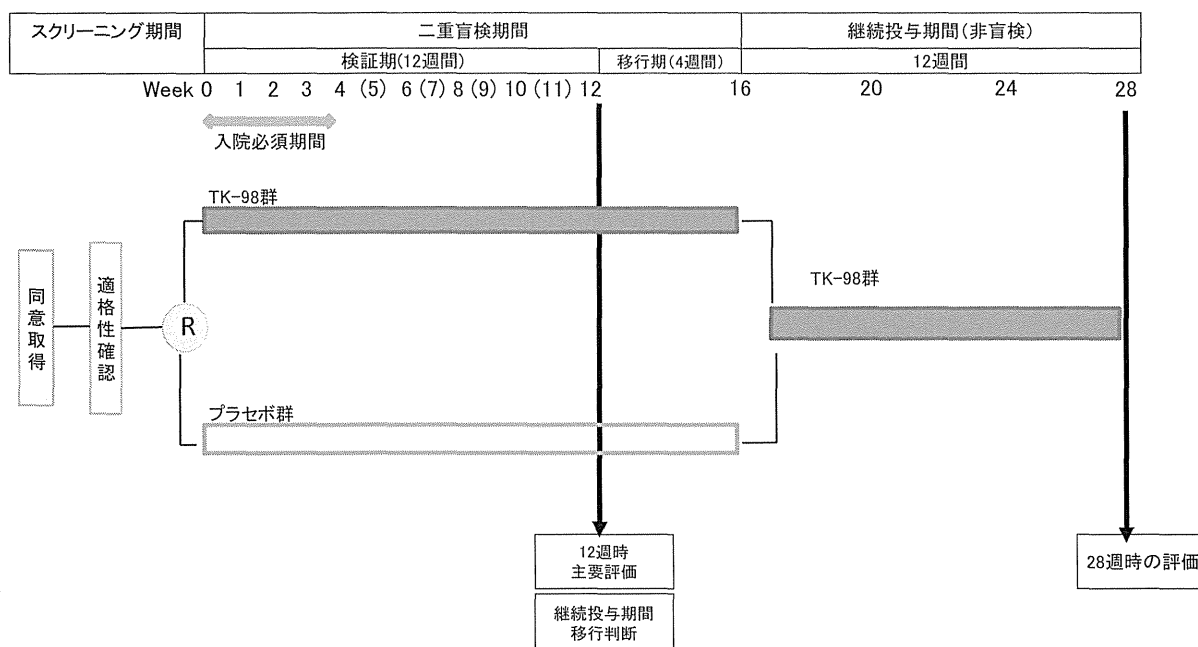 スクリーニング期間 二重盲検期間 継続投与期間(非盲検)
検証期(12週間) 移行期(4週間) 12週間
Week 0 1 2 3 4 (5) 6 (7) 8 (9) 10 (11) 12 16 20 24 28
入院必須期間
TK-98群
同意取得
適格性確認
R
TK-98群
プラセボ群
12週時
主要評価
28週時の評価
継続投与期間
移行判断